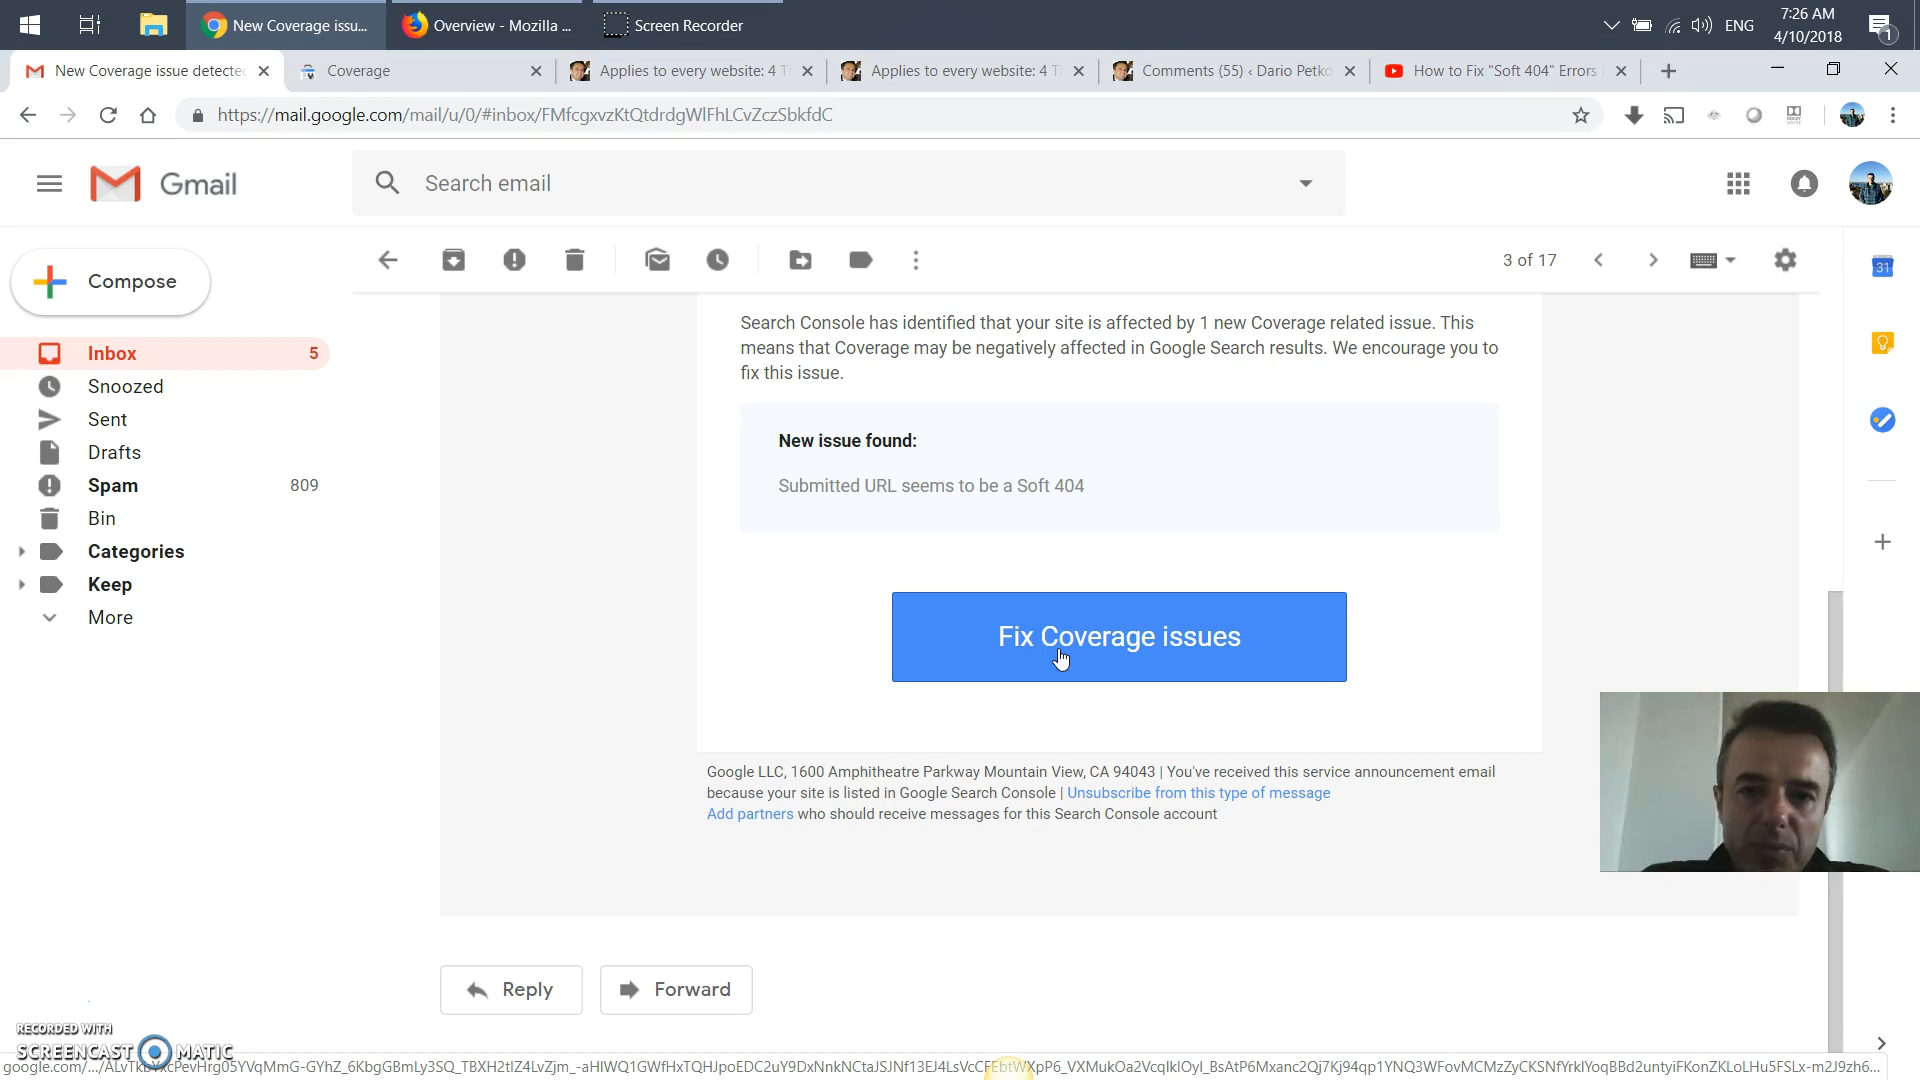 New Coverage issu...
Overview - Mozilla ...
Screen Recorder
ENG
7:26 AM
4/10/2018
1
New Coverage issue detected
Coverage
Applies to every website: 4 T
Applies to every website: 4 T
Comments (55) ‹ Dario Petko
How to Fix "Soft 404" Errors
https://mail.google.com/mail/u/0/#inbox/FMfcgxvzKtQtdrdgWlFhLCvZczSbkfdC
Gmail
Search email
Compose
3 of 17
31
Inbox 5
Snoozed
Sent
Drafts
Spam 809
Bin
Categories
Keep
More
Search Console has identified that your site is affected by 1 new Coverage related issue. This
means that Coverage may be negatively affected in Google Search results. We encourage you to
fix this issue.
New issue found:
Submitted URL seems to be a Soft 404
Fix Coverage issues
Google LLC, 1600 Amphitheatre Parkway Mountain View, CA 94043 | You've received this service announcement email
because your site is listed in Google Search Console | Unsubscribe from this type of message
Add partners who should receive messages for this Search Console account
Reply
Forward
RECORDED WITH
SCREENCAST MATIC